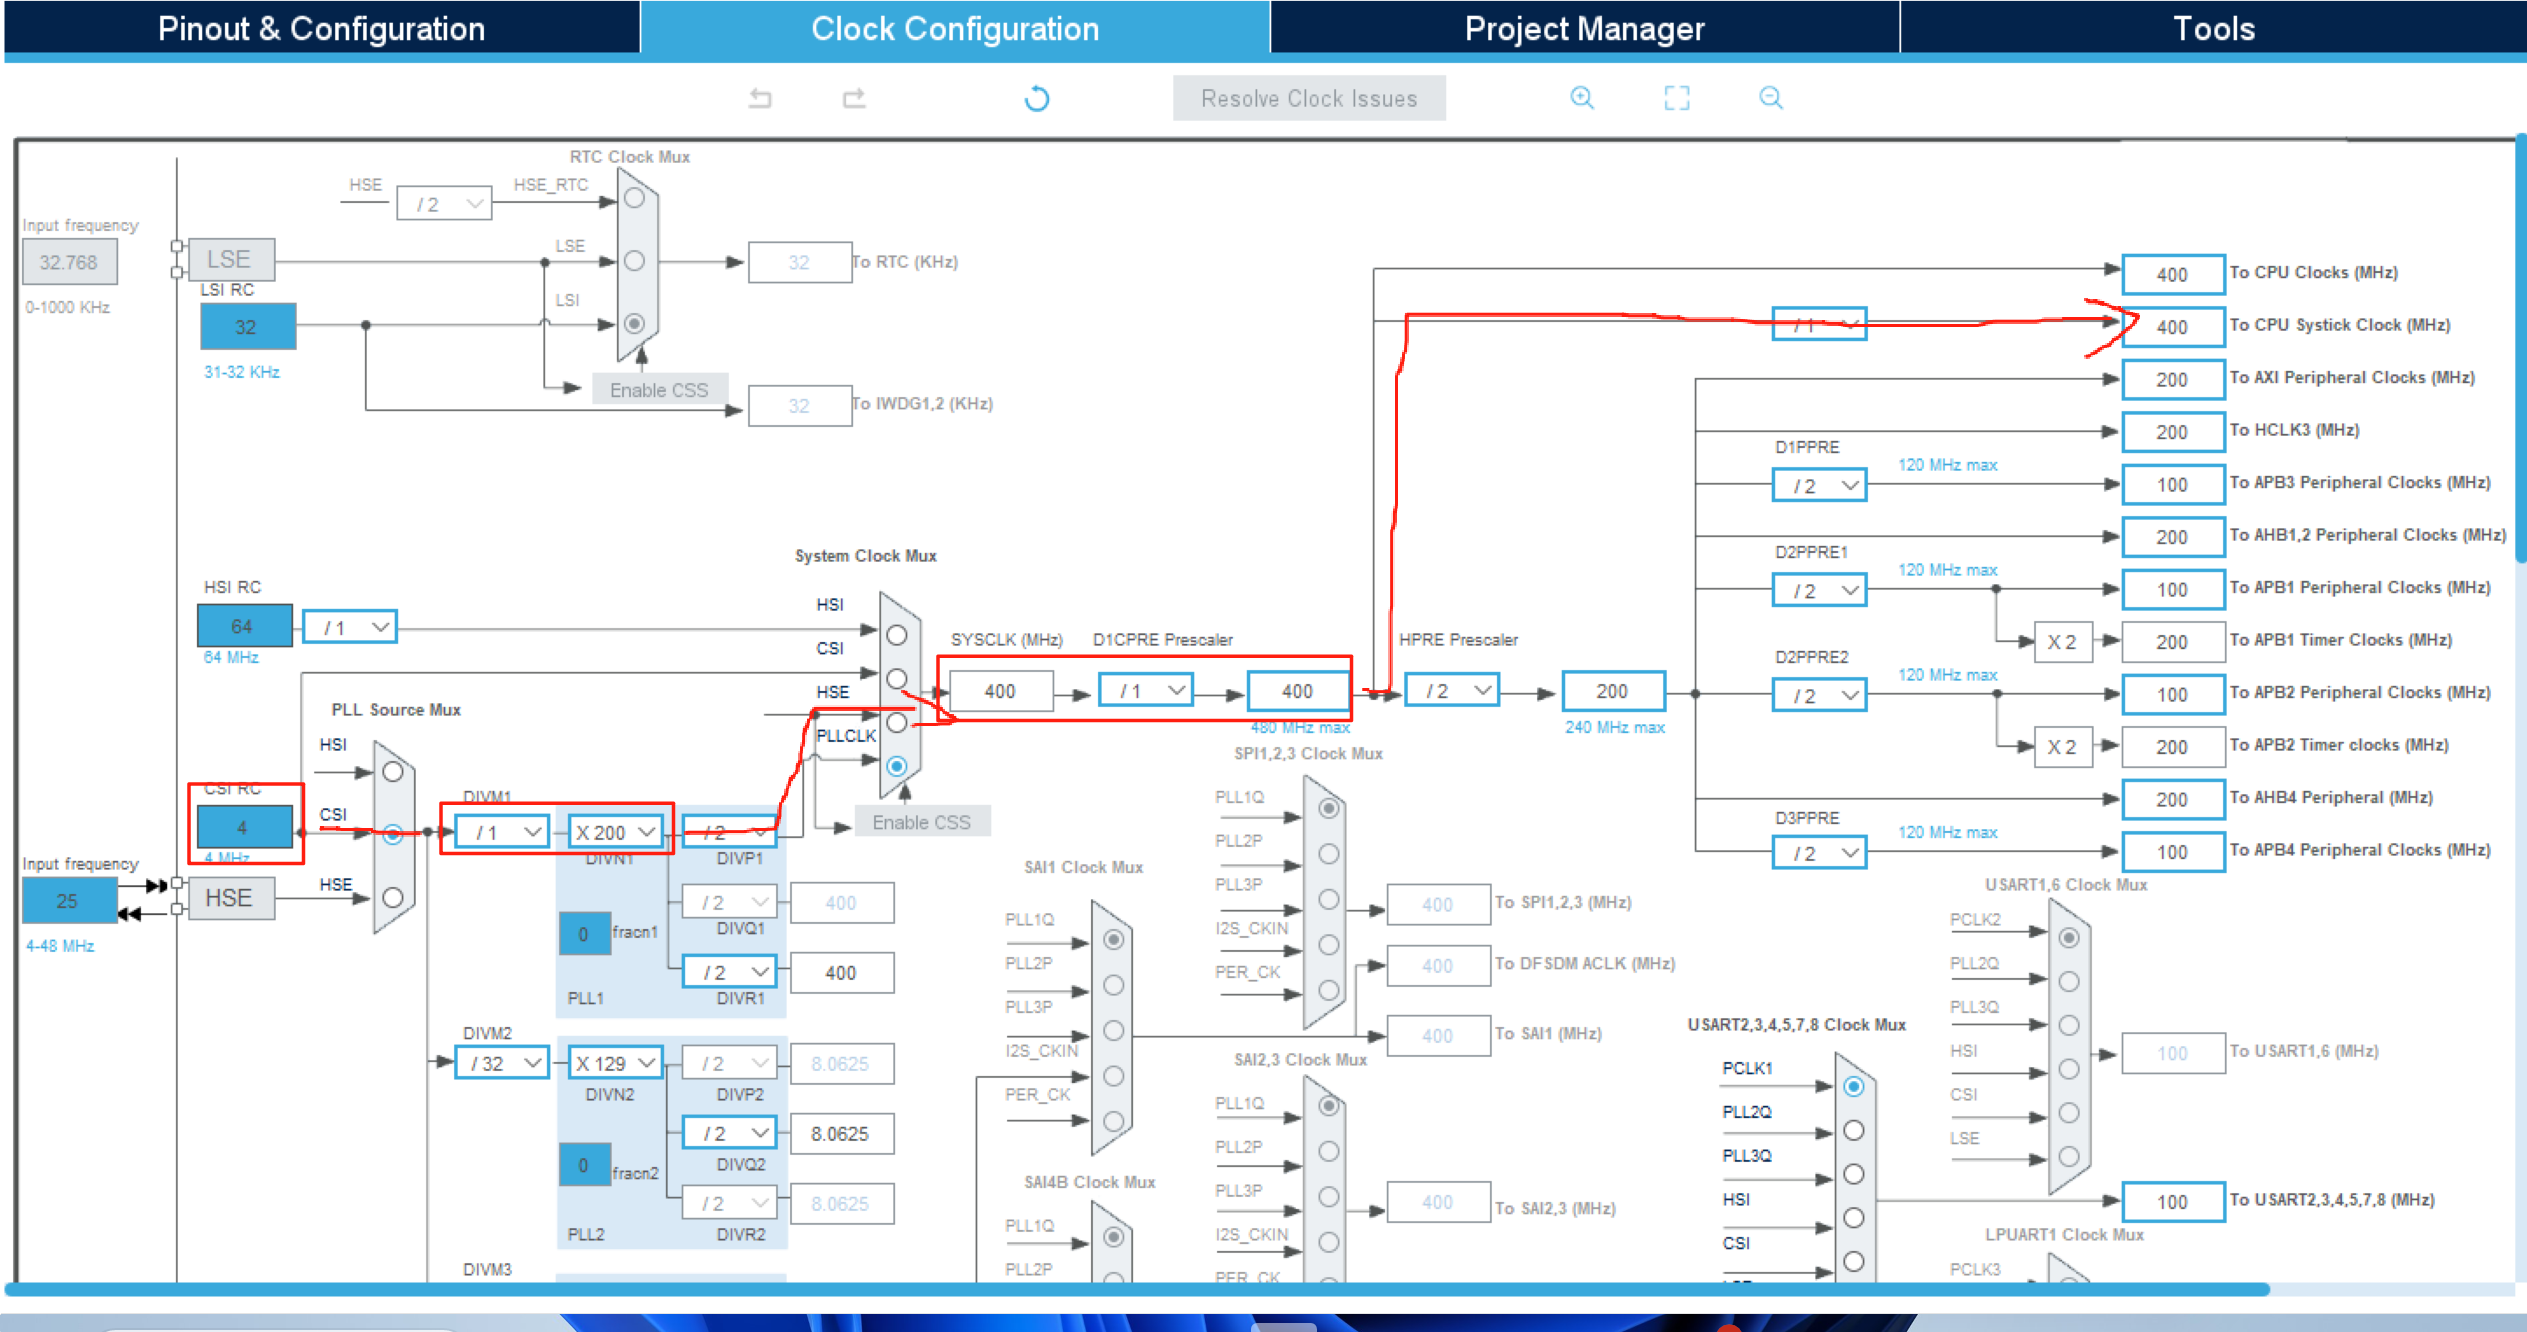 Pinout & Configuration
Clock Configuration
Project Manager
Tools
Resolve Clock Issues
RTC Clock Mux
HSE
/ 2
HSE_RTC
Input frequency
32.768
0-1000 KHz
LSE
LSE
32
To RTC (KHz)
LSI RC
32
31-32 KHz
LSI
Enable CSS
32
To IWDG1,2 (KHz)
400
To CPU Clocks (MHz)
/ 1
400
To CPU Systick Clock (MHz)
200
To AXI Peripheral Clocks (MHz)
200
To HCLK3 (MHz)
D1PPRE
/ 2
120 MHz max
100
To APB3 Peripheral Clocks (MHz)
200
To AHB1,2 Peripheral Clocks (MHz)
D2PPRE1
/ 2
120 MHz max
100
To APB1 Peripheral Clocks (MHz)
X 2
200
To APB1 Timer Clocks (MHz)
D2PPRE2
/ 2
120 MHz max
100
To APB2 Peripheral Clocks (MHz)
X 2
200
To APB2 Timer clocks (MHz)
200
To AHB4 Peripheral (MHz)
D3PPRE
/ 2
120 MHz max
100
To APB4 Peripheral Clocks (MHz)
System Clock Mux
HSI RC
64
64 MHz
/ 1
HSI
CSI
HSE
PLLCLK
Enable CSS
SYSCLK (MHz)
400
D1CPRE Prescaler
/ 1
400
480 MHz max
HPRE Prescaler
/ 2
200
240 MHz max
PLL Source Mux
HSI
CSI
HSE
CSI RC
4
4 MHz
Input frequency
25
4-48 MHz
HSE
DIVM1
/ 1
X 200
DIVN1
/ 2
DIVP1
/ 2
400
DIVQ1
0
fracn1
/ 2
400
DIVR1
PLL1
DIVM2
/ 32
X 129
DIVN2
/ 2
8.0625
DIVP2
/ 2
8.0625
DIVQ2
0
fracn2
/ 2
8.0625
DIVR2
PLL2
DIVM3
SAI1 Clock Mux
PLL1Q
PLL2P
PLL3P
I2S_CKIN
PER_CK
SAI4B Clock Mux
PLL1Q
PLL2P
SPI1,2,3 Clock Mux
PLL1Q
PLL2P
PLL3P
I2S_CKIN
PER_CK
400
To SPI1,2,3 (MHz)
400
To DFSDM ACLK (MHz)
400
To SAI1 (MHz)
SAI2,3 Clock Mux
PLL1Q
PLL2P
PLL3P
I2S_CKIN
PER_CK
400
To SAI2,3 (MHz)
USART2,3,4,5,7,8 Clock Mux
PCLK1
PLL2Q
PLL3Q
HSI
CSI
100
To USART2,3,4,5,7,8 (MHz)
USART1,6 Clock Mux
PCLK2
PLL2Q
PLL3Q
HSI
CSI
LSE
100
To USART1,6 (MHz)
LPUART1 Clock Mux
PCLK3